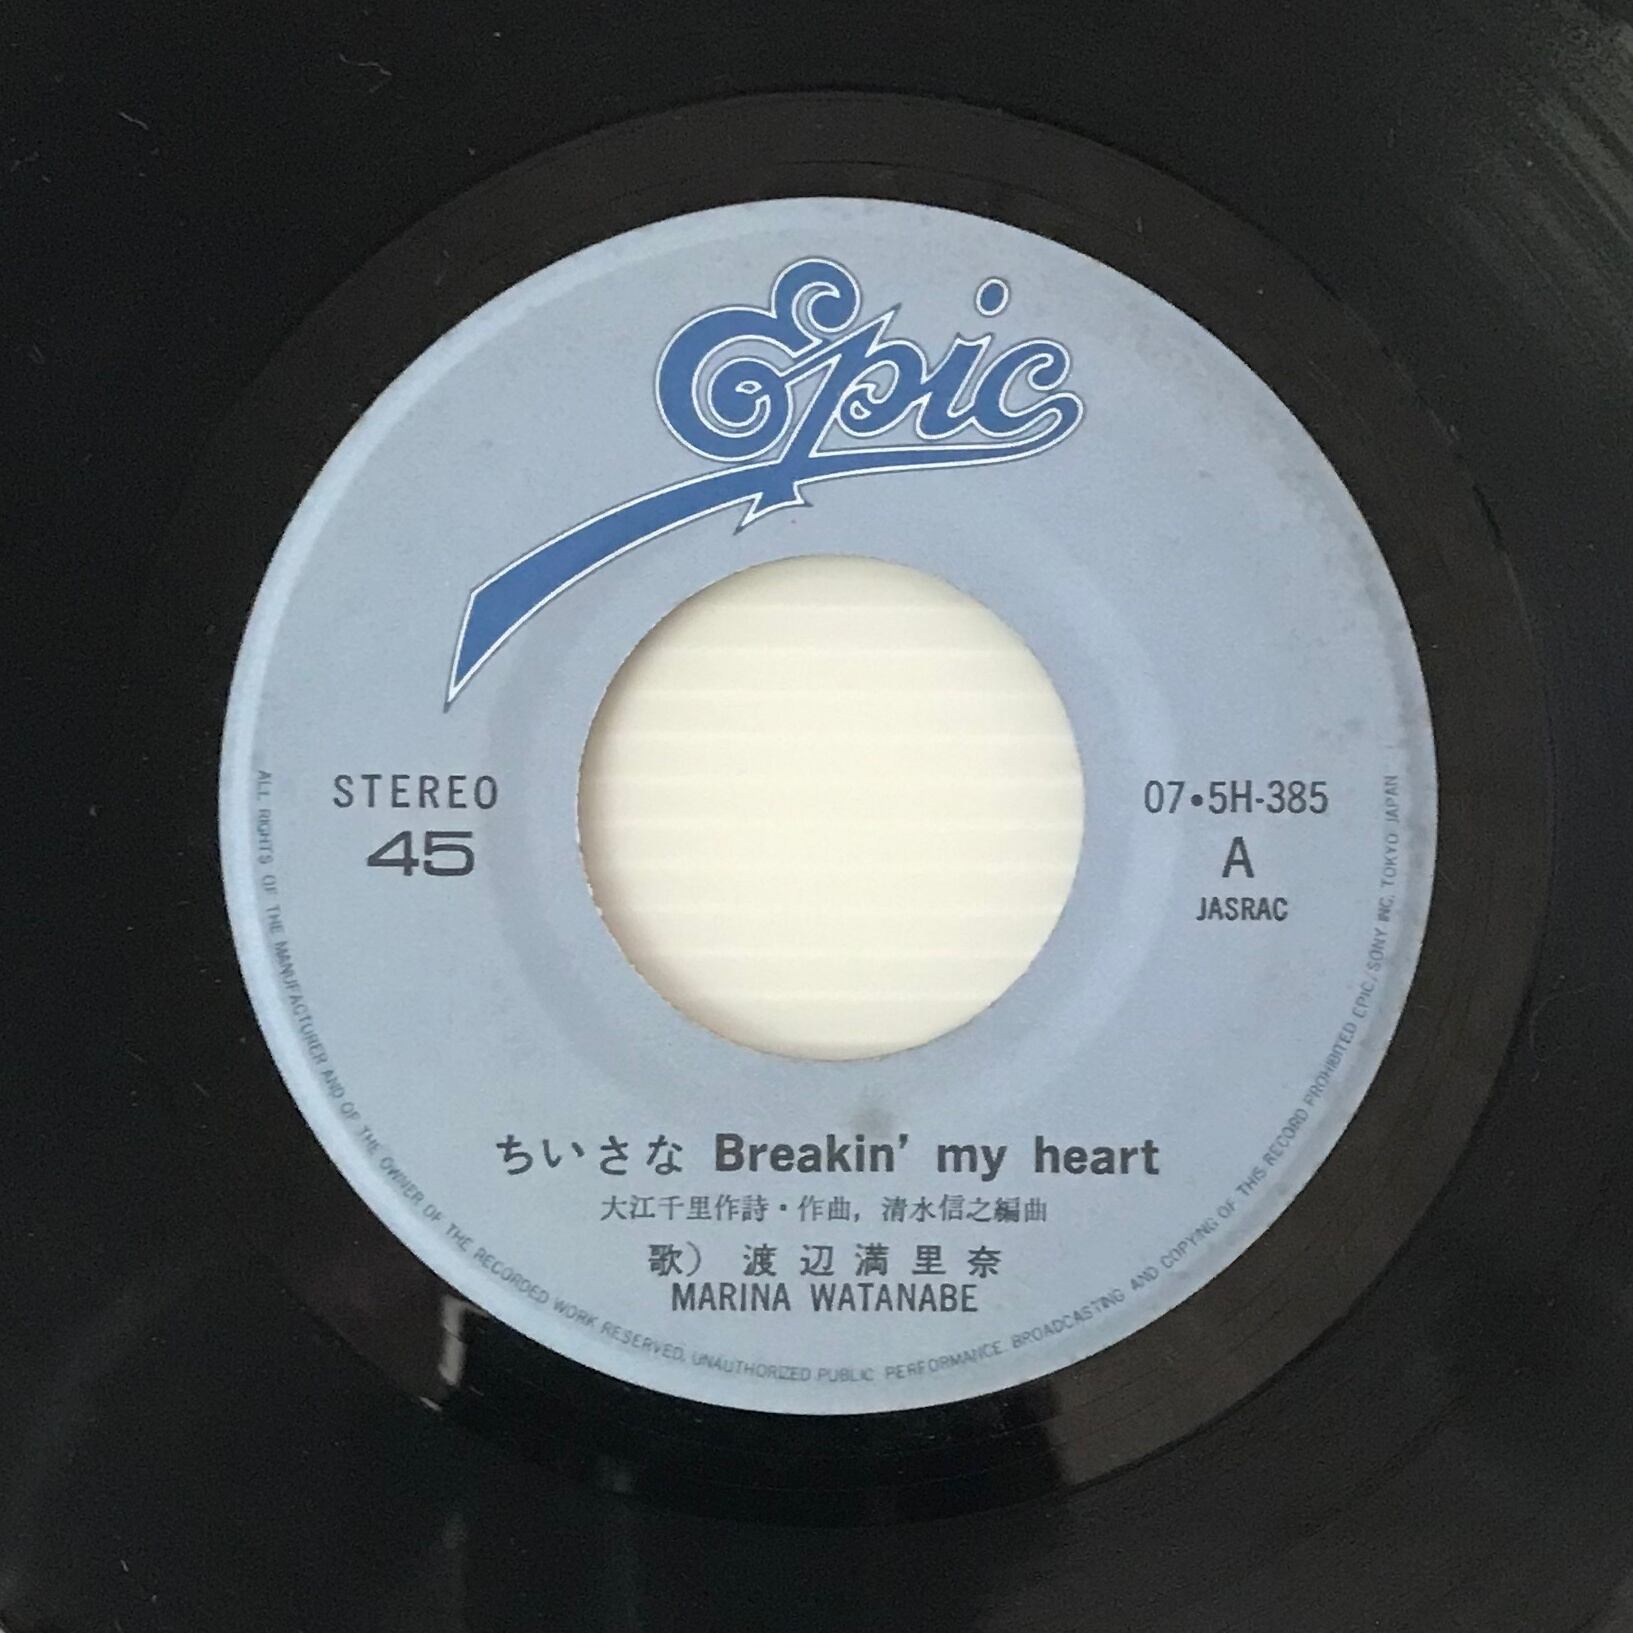 Epic
STEREO
45
07・5H-385
A
JASRAC
ちいさな Breakin' my heart
大江千里作詩・作曲, 清水信之編曲
歌) 渡辺満里奈
MARINA WATANABE
ALL RIGHTS OF THE MANUFACTURER AND OF THE OWNER OF THE RECORDED WORK RESERVED. UNAUTHORIZED PUBLIC PERFORMANCE BROADCASTING AND COPYING OF THIS RECORD PROHIBITED EPIC/SONY INC. TOKYO JAPAN